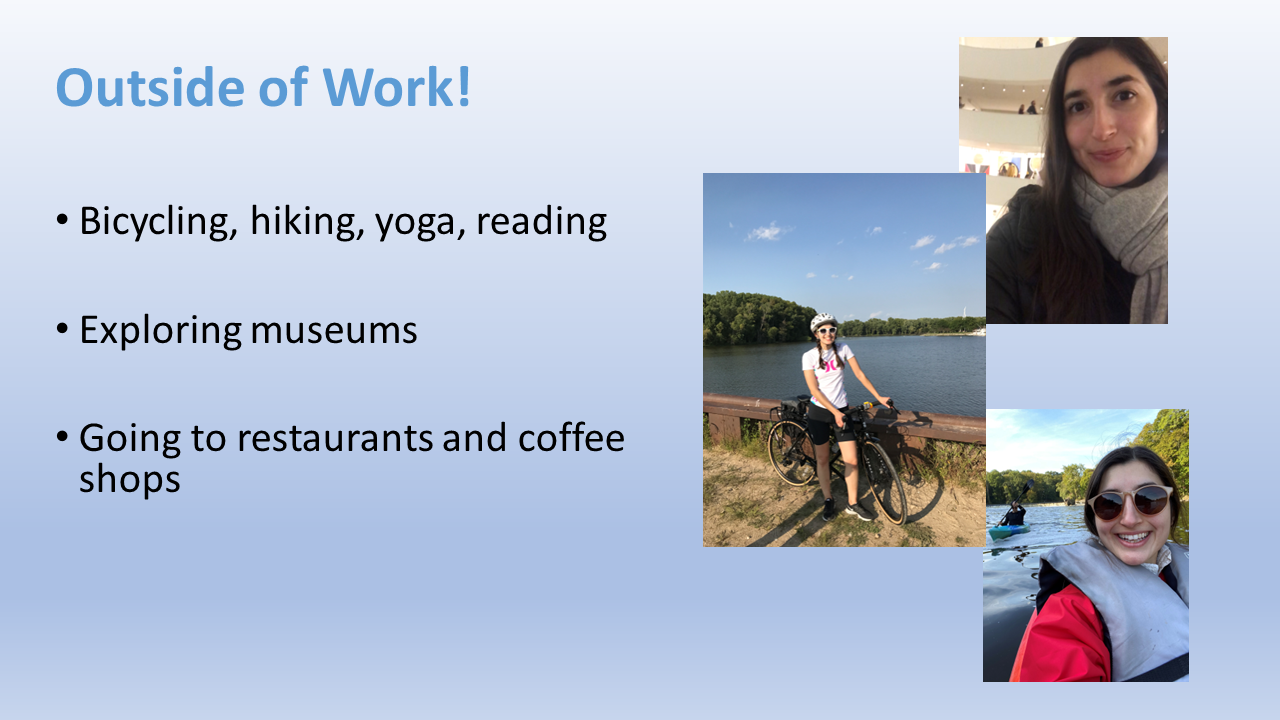 Outside of Work!
• Bicycling, hiking, yoga, reading
• Exploring museums
• Going to restaurants and coffee
shops